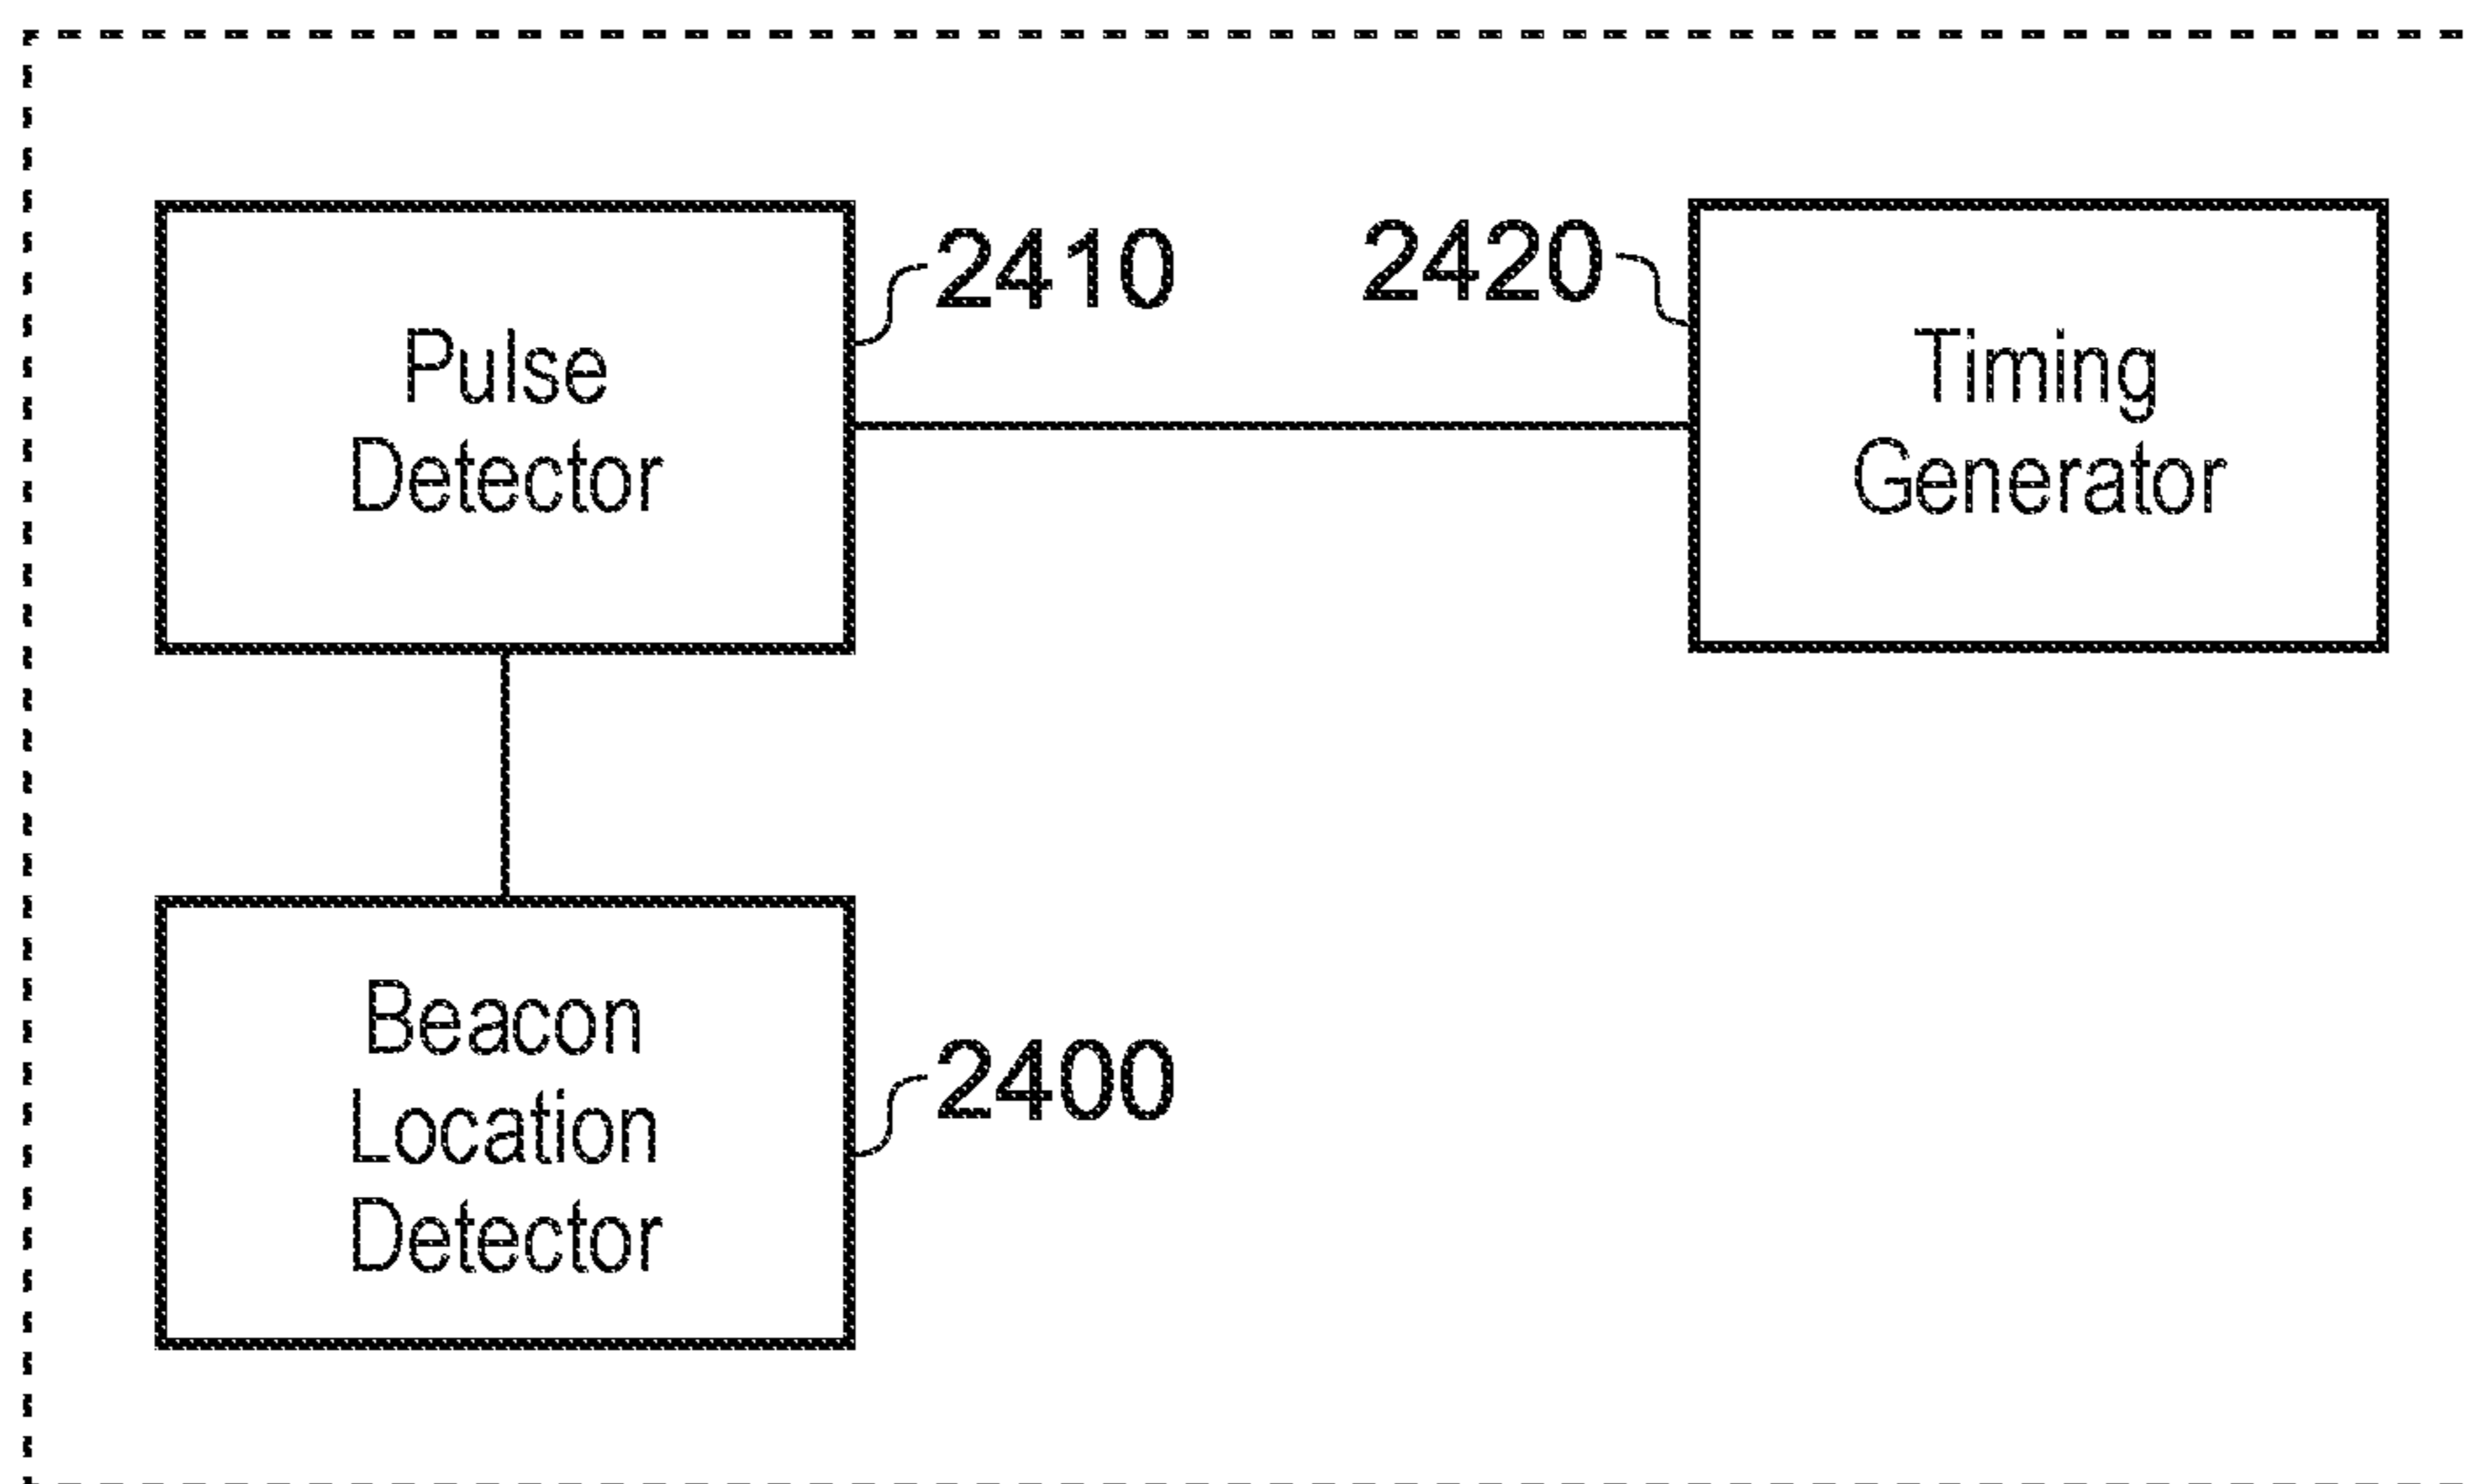 Pulse
Detector
2410
2420
Timing
Generator
Beacon
Location
Detector
2400